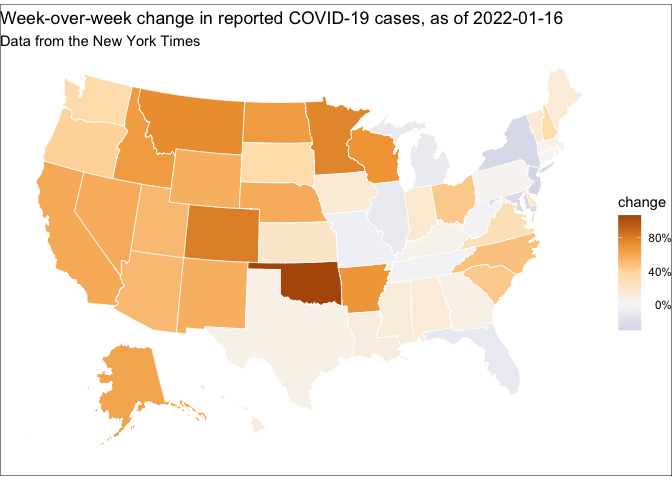 Week-over-week change in reported COVID-19 cases, as of 2022-01-16
Data from the New York Times
change
80%
40%
0%